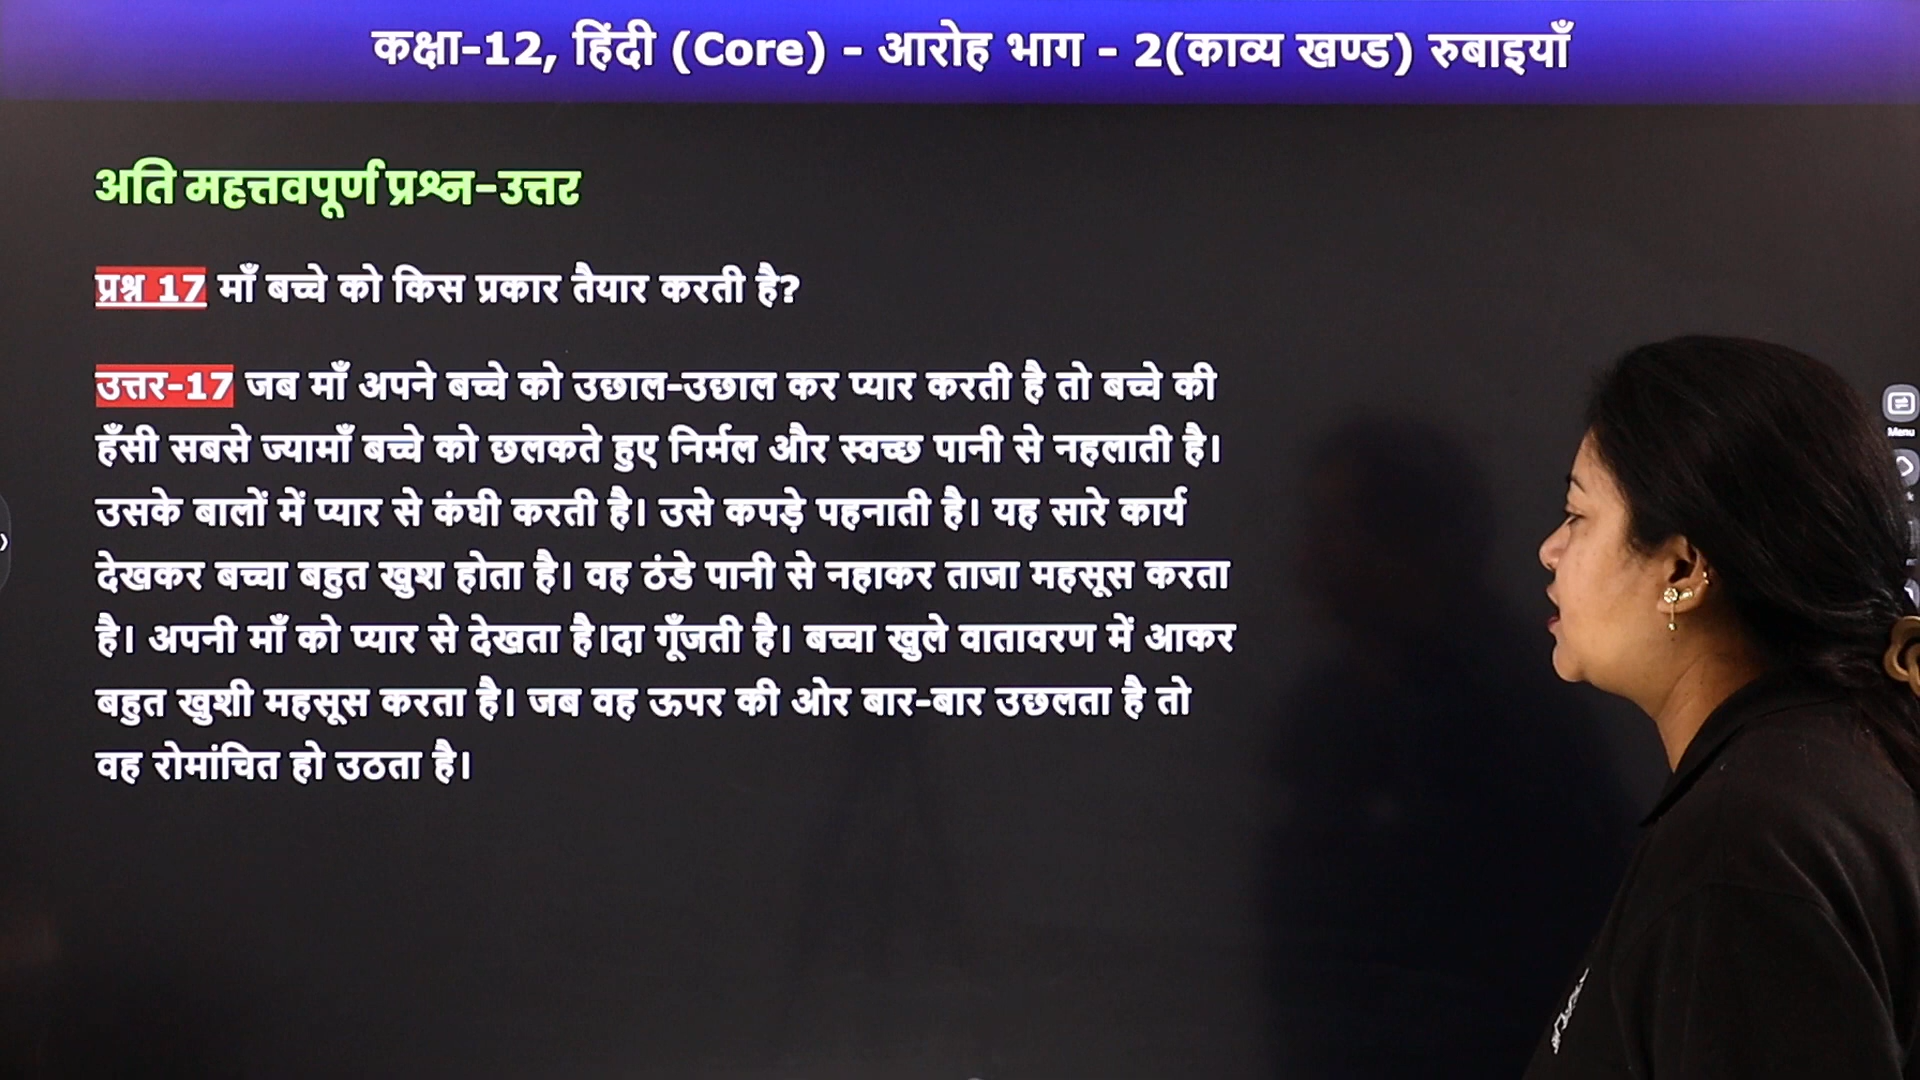 कक्षा-12, हिंदी (Core) - आरोह भाग - 2(काव्य खण्ड) रुबाइयाँ
अति महत्तवपूर्ण प्रश्न-उत्तर
प्रश्न 17 माँ बच्चे को किस प्रकार तैयार करती है?
उत्तर-17 जब माँ अपने बच्चे को उछाल-उछाल कर प्यार करती है तो बच्चे की
हँसी सबसे ज्यामाँ बच्चे को छलकते हुए निर्मल और स्वच्छ पानी से नहलाती है।
उसके बालों में प्यार से कंघी करती है। उसे कपड़े पहनाती है। यह सारे कार्य
देखकर बच्चा बहुत खुश होता है। वह ठंडे पानी से नहाकर ताजा महसूस करता
है। अपनी माँ को प्यार से देखता है।दा गूँजती है। बच्चा खुले वातावरण में आकर
बहुत खुशी महसूस करता है। जब वह ऊपर की ओर बार-बार उछलता है तो
वह रोमांचित हो उठता है।
Menu